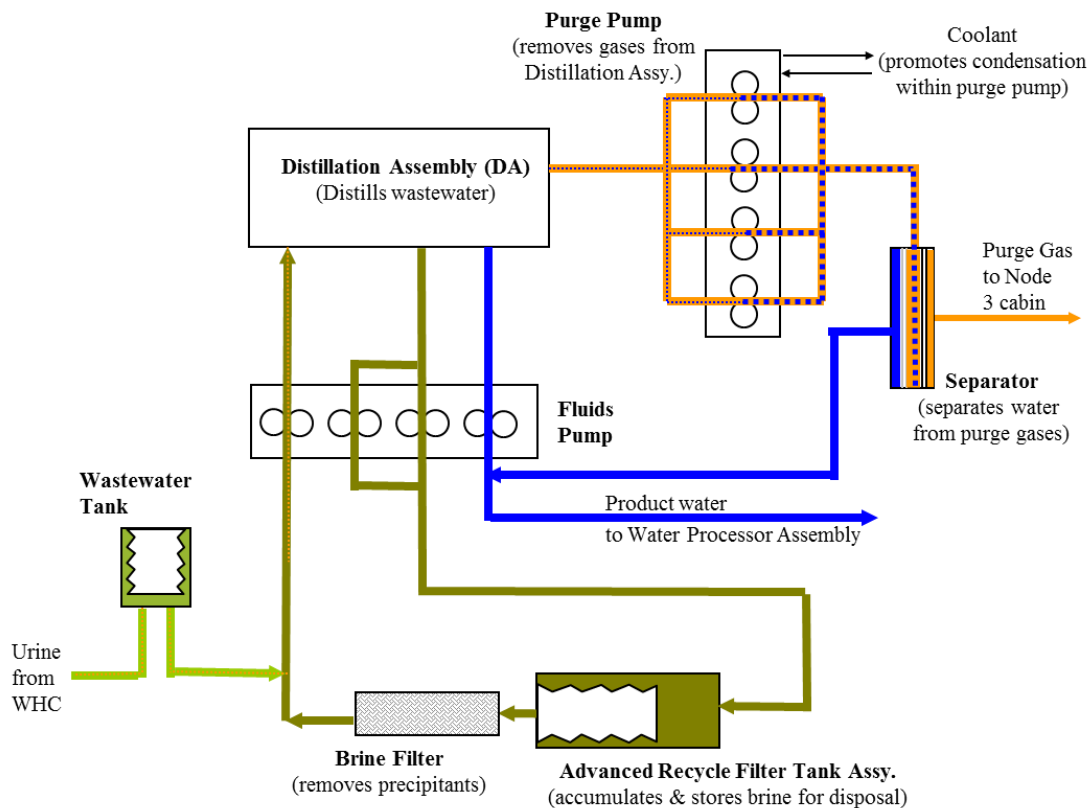 Purge Pump
(removes gases from
Distillation Assy.)
Coolant
(promotes condensation
within purge pump)
Distillation Assembly (DA)
(Distills wastewater)
Purge Gas
to Node
3 cabin
Separator
(separates water
from purge gases)
Fluids
Pump
Wastewater
Tank
Product water
to Water Processor Assembly
Urine
from
WHC
Brine Filter
(removes precipitants)
Advanced Recycle Filter Tank Assy.
(accumulates & stores brine for disposal)